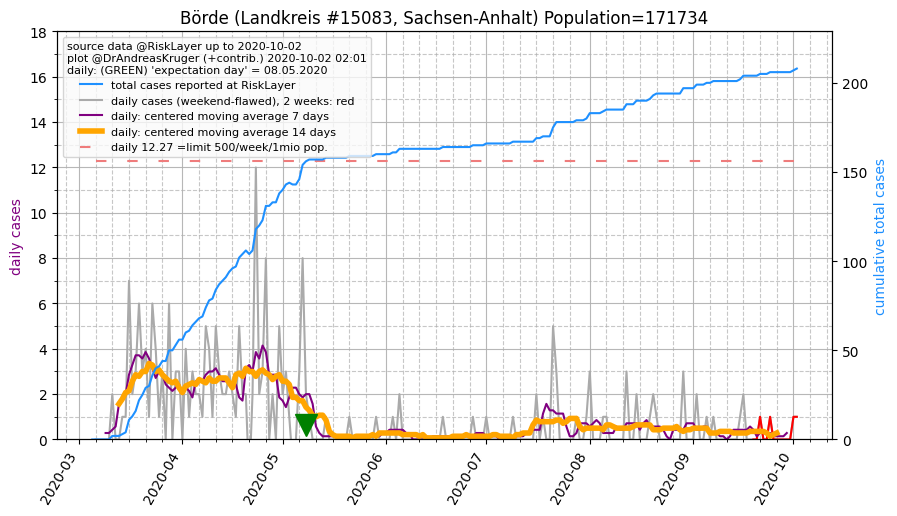 Börde (Landkreis #15083, Sachsen-Anhalt) Population=171734
source data @RiskLayer up to 2020-10-02
plot @DrAndreasKruger (+contrib.) 2020-10-02 02:01
daily: (GREEN) 'expectation day' = 08.05.2020
total cases reported at RiskLayer
daily cases (weekend-flawed), 2 weeks: red
daily: centered moving average 7 days
daily: centered moving average 14 days
daily 12.27 =limit 500/week/1mio pop.
daily cases
18
16
14
12
10
8
6
4
2
0
cumulative total cases
200
150
100
50
0
2020-03
2020-04
2020-05
2020-06
2020-07
2020-08
2020-09
2020-10